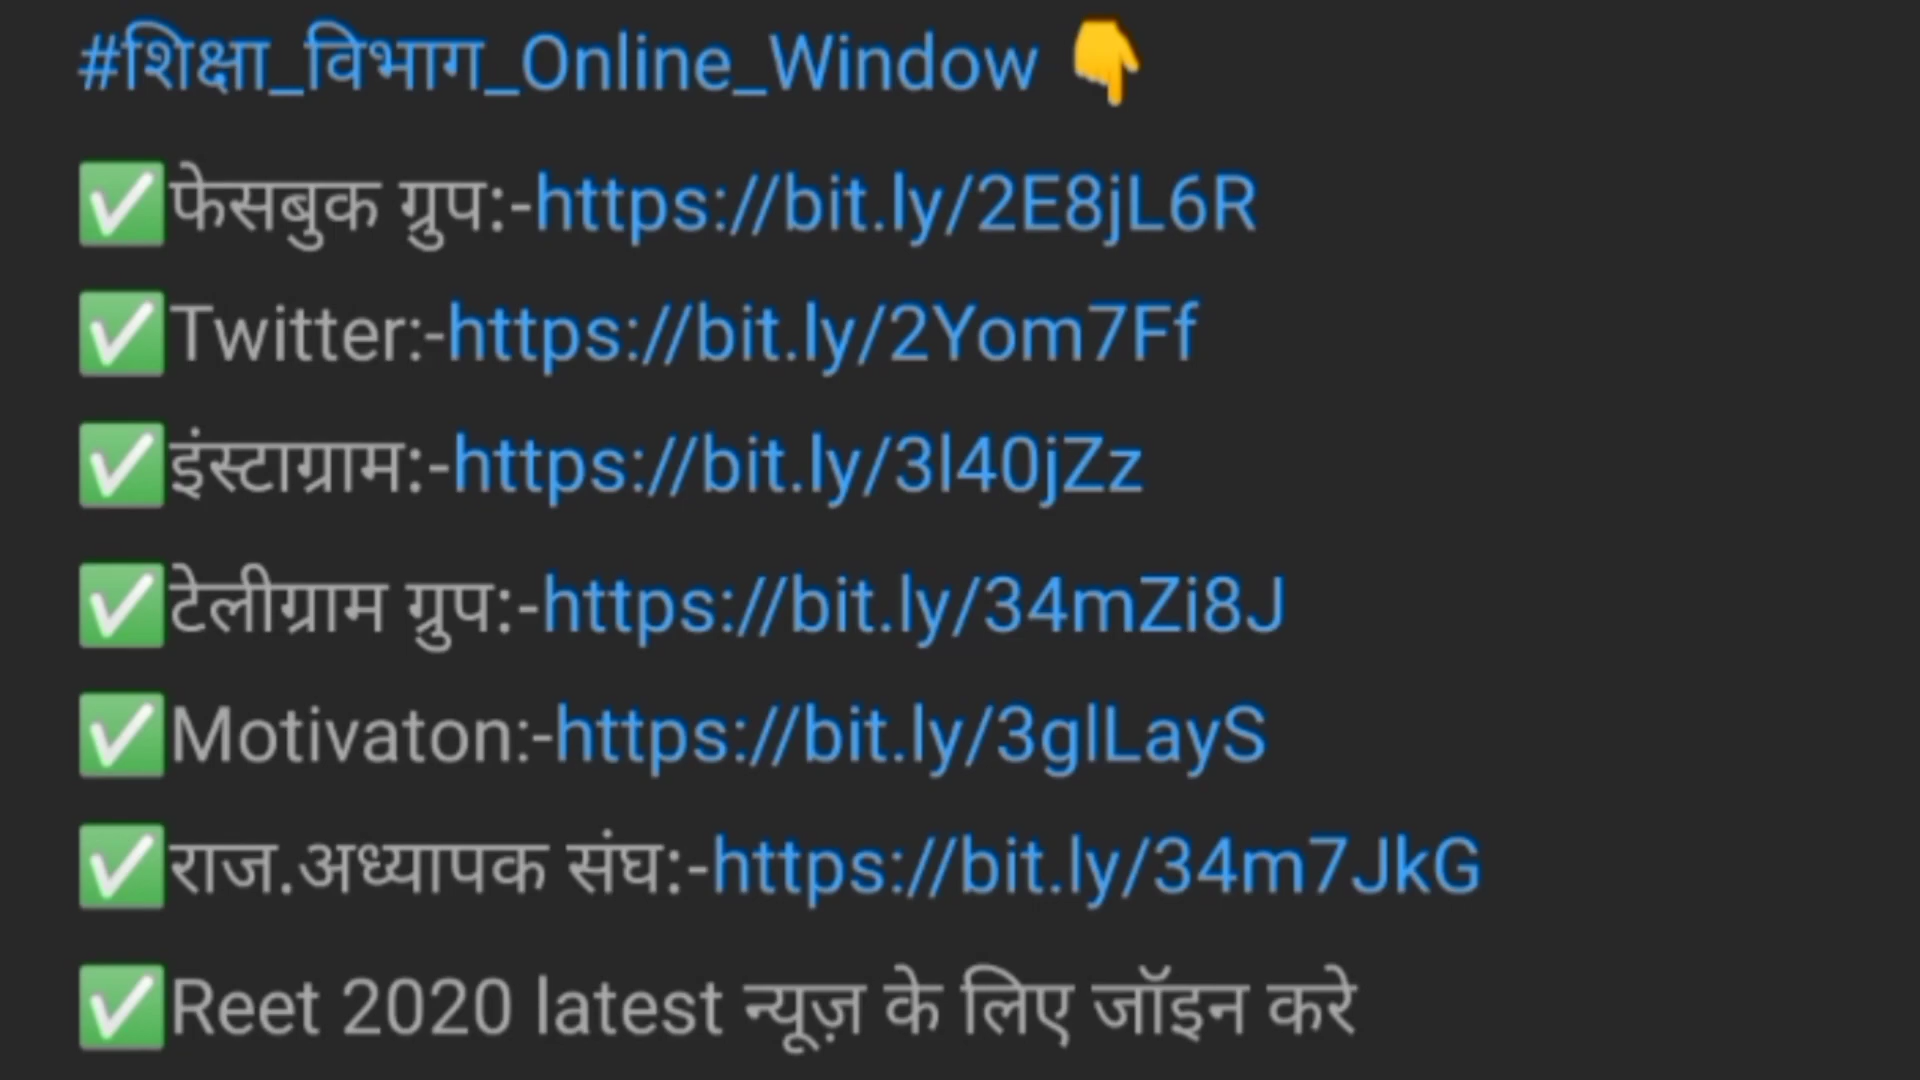 #शिक्षा_विभाग_Online_Window 👇
✅फेसबुक ग्रुप:-https://bit.ly/2E8jL6R
✅Twitter:-https://bit.ly/2Yom7Ff
✅इंस्टाग्राम:-https://bit.ly/3l40jZz
✅टेलीग्राम ग्रुप:-https://bit.ly/34mZi8J
✅Motivaton:-https://bit.ly/3glLayS
✅राज.अध्यापक संघ:-https://bit.ly/34m7JkG
✅Reet 2020 latest न्यूज़ के लिए जॉइन करे